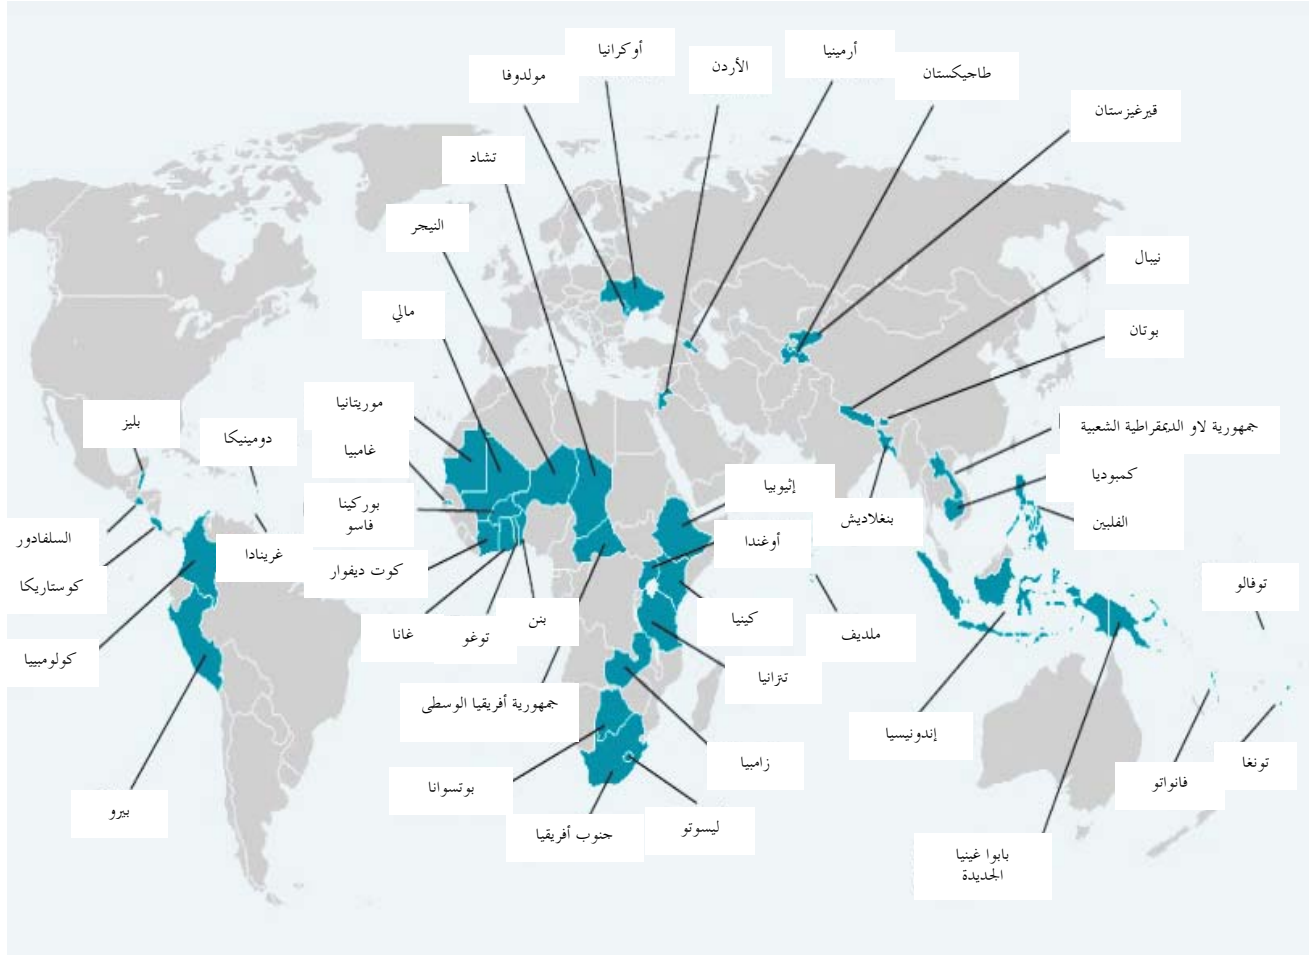 أوكرانيا
أرمينيا
مولدوفا
الأردن
طاجيكستان
قيرغيزستان
تشاد
النيجر
نيبال
مالي
بوتان
موريتانيا
بليز
دومينيكا
جمهورية لاو الديمقراطية الشعبية
غامبيا
كمبوديا
إثيوبيا
بوركينا
فاسو
بنغلاديش
الفلبين
السلفادور
غرينادا
أوغندا
كوت ديفوار
كوستاريكا
توفالو
بنن
كينيا
غانا
توغو
ملديف
كولومبييا
تنزانيا
جمهورية أفريقيا الوسطى
إندونيسيا
زامبيا
تونغا
فانواتو
بوتسوانا
بيرو
ليسوتو
جنوب أفريقيا
بابوا غينيا
الجديدة